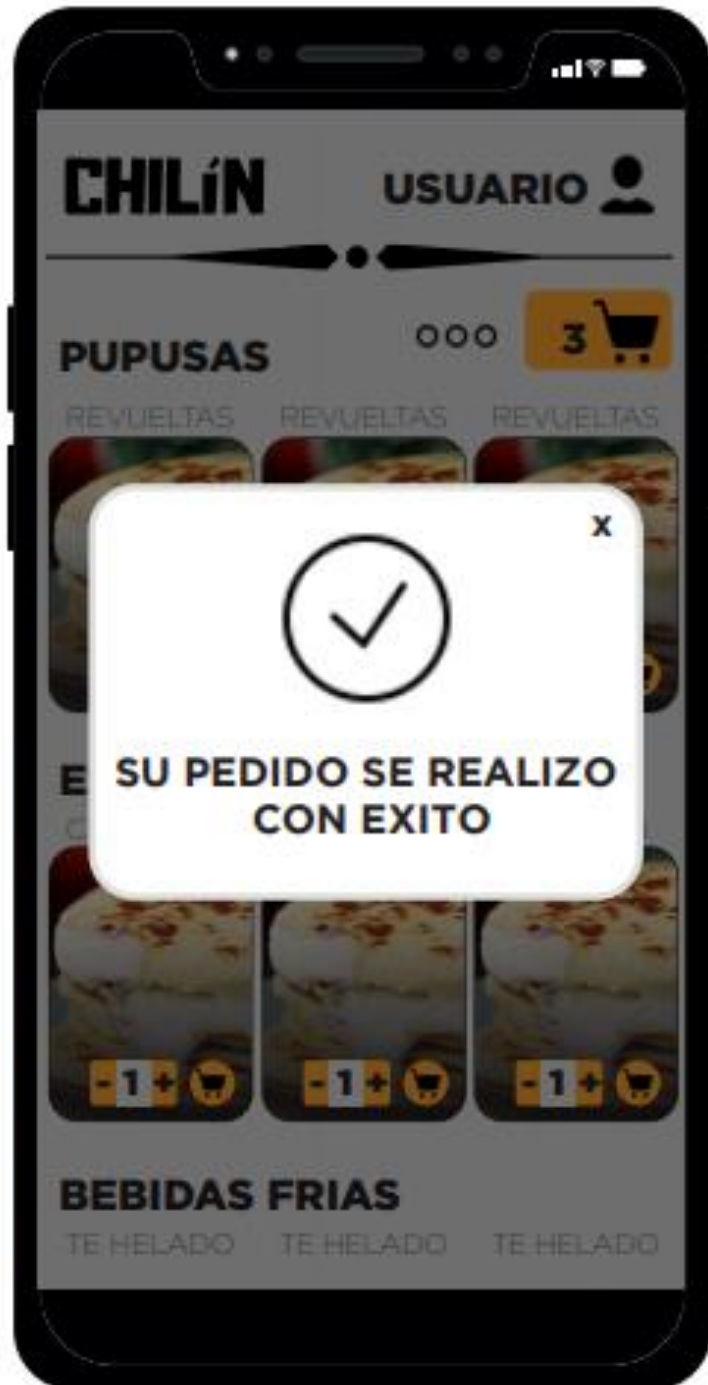 CHILíN
USUARIO
PUPUSAS
3
REVUELTAS REVUELTAS REVUELTAS
X
SU PEDIDO SE REALIZO
CON EXITO
- 1 + - 1 + - 1 +
BEBIDAS FRIAS
TE HELADO TE HELADO TE HELADO